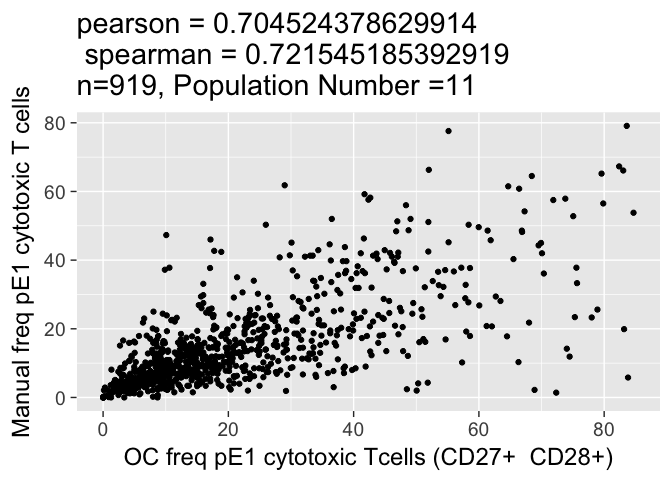 pearson = 0.704524378629914
spearman = 0.721545185392919
n=919, Population Number =11
Manual freq pE1 cytotoxic T cells
80
60
40
20
0
0 20 40 60 80
OC freq pE1 cytotoxic Tcells (CD27+  CD28+)